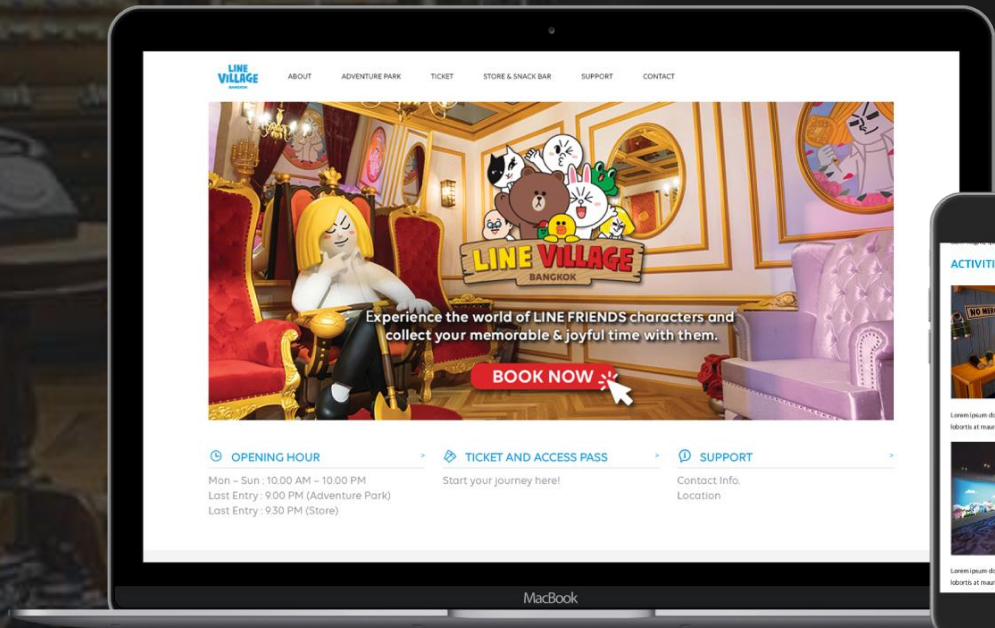 LINE
VILLAGE
BANGKOK
ABOUT
ADVENTURE PARK
TICKET
STORE & SNACK BAR
SUPPORT
CONTACT
LINE VILLAGE
BANGKOK
Experience the world of LINE FRIENDS characters and
collect your memorable & joyful time with them.
BOOK NOW
OPENING HOUR >
Mon – Sun : 10.00 AM – 10.00 PM
Last Entry : 9.00 PM (Adventure Park)
Last Entry : 9.30 PM (Store)
TICKET AND ACCESS PASS >
Start your journey here!
SUPPORT >
Contact Info.
Location
MacBook
ACTIVITI
NO MER
Lorem ipsum do
lobortis at maur
Lorem ipsum do
lobortis at maur